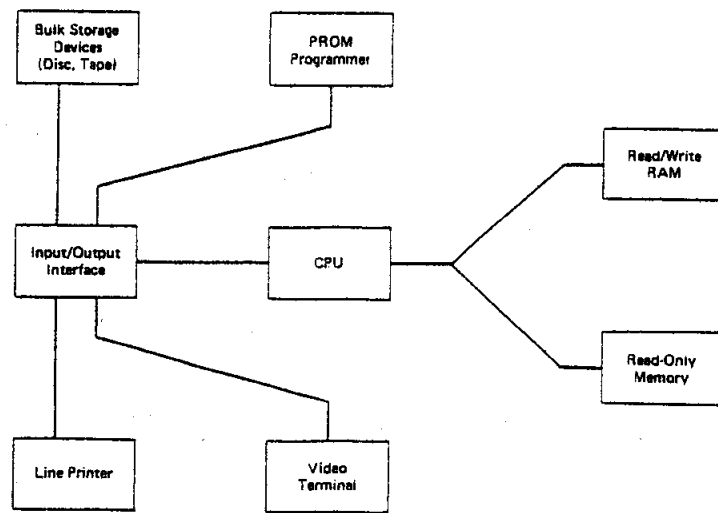 Bulk Storage
Devices
(Disc, Tape)
PROM
Programmer
Read/Write
RAM
Input/Output
Interface
CPU
Read-Only
Memory
Line Printer
Video
Terminal